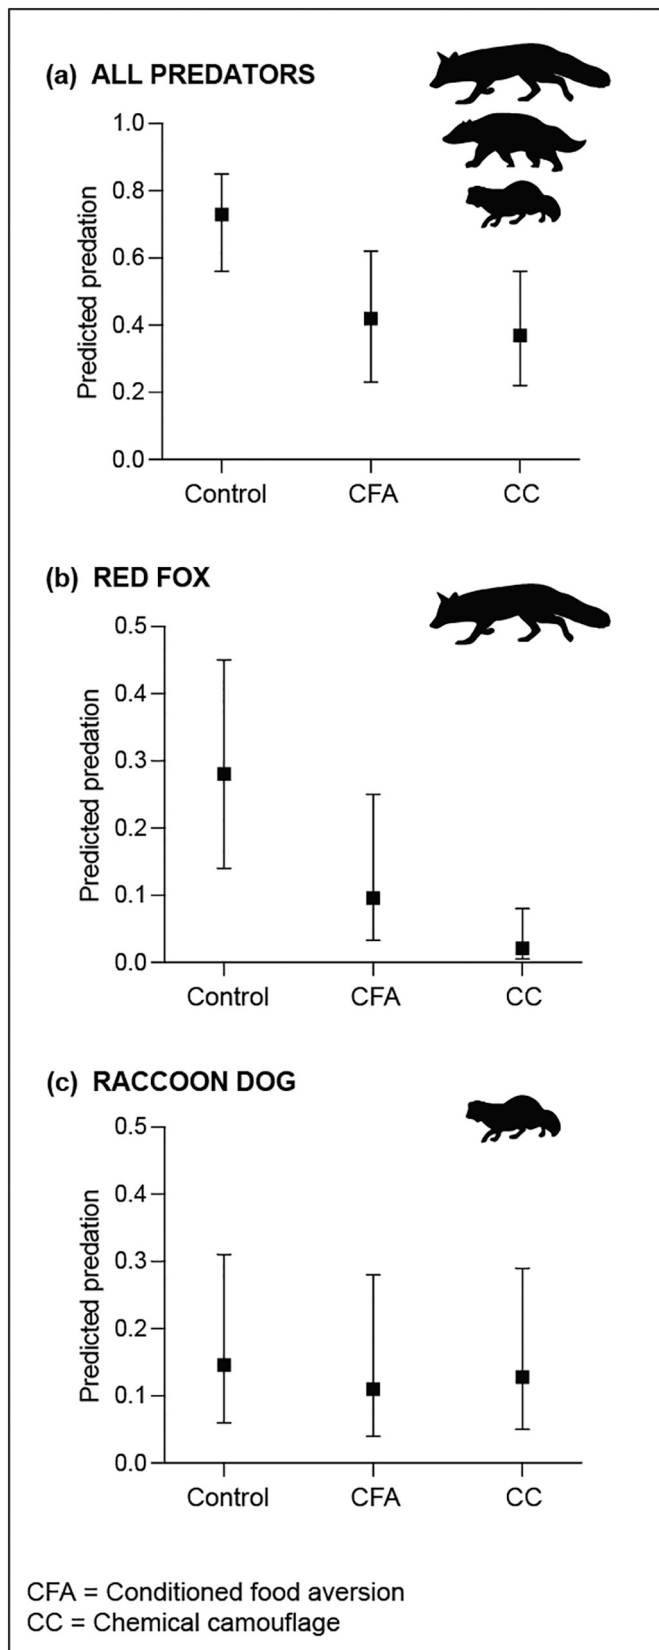 (a) ALL PREDATORS
Predicted predation
1.0
0.8
0.6
0.4
0.2
0.0
Control CFA CC
(b) RED FOX
Predicted predation
0.5
0.4
0.3
0.2
0.1
0.0
Control CFA CC
(c) RACCOON DOG
Predicted predation
0.5
0.4
0.3
0.2
0.1
0.0
Control CFA CC
CFA = Conditioned food aversion
CC = Chemical camouflage